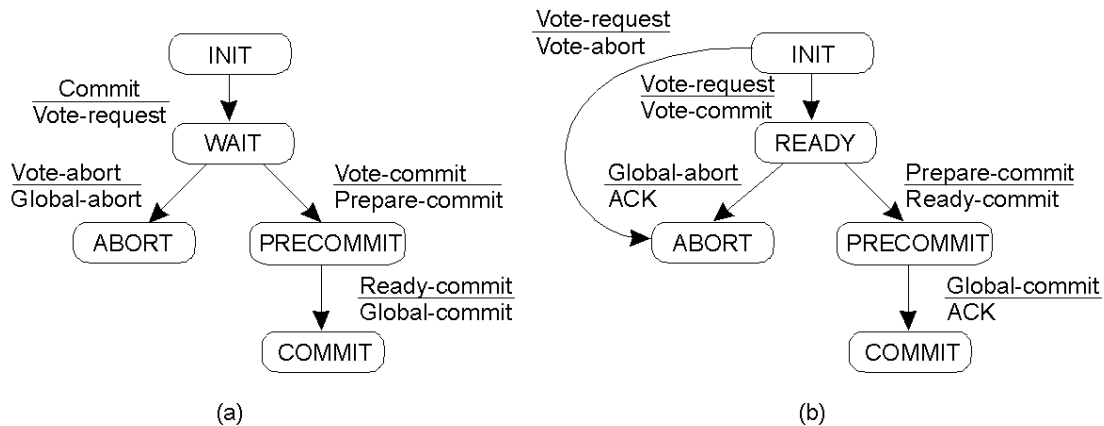 INIT
Commit
Vote-request
WAIT
Vote-abort
Global-abort
Vote-commit
Prepare-commit
ABORT
PRECOMMIT
Ready-commit
Global-commit
COMMIT
(a)
Vote-request
Vote-abort
INIT
Vote-request
Vote-commit
READY
Global-abort
ACK
Prepare-commit
Ready-commit
ABORT
PRECOMMIT
Global-commit
ACK
COMMIT
(b)